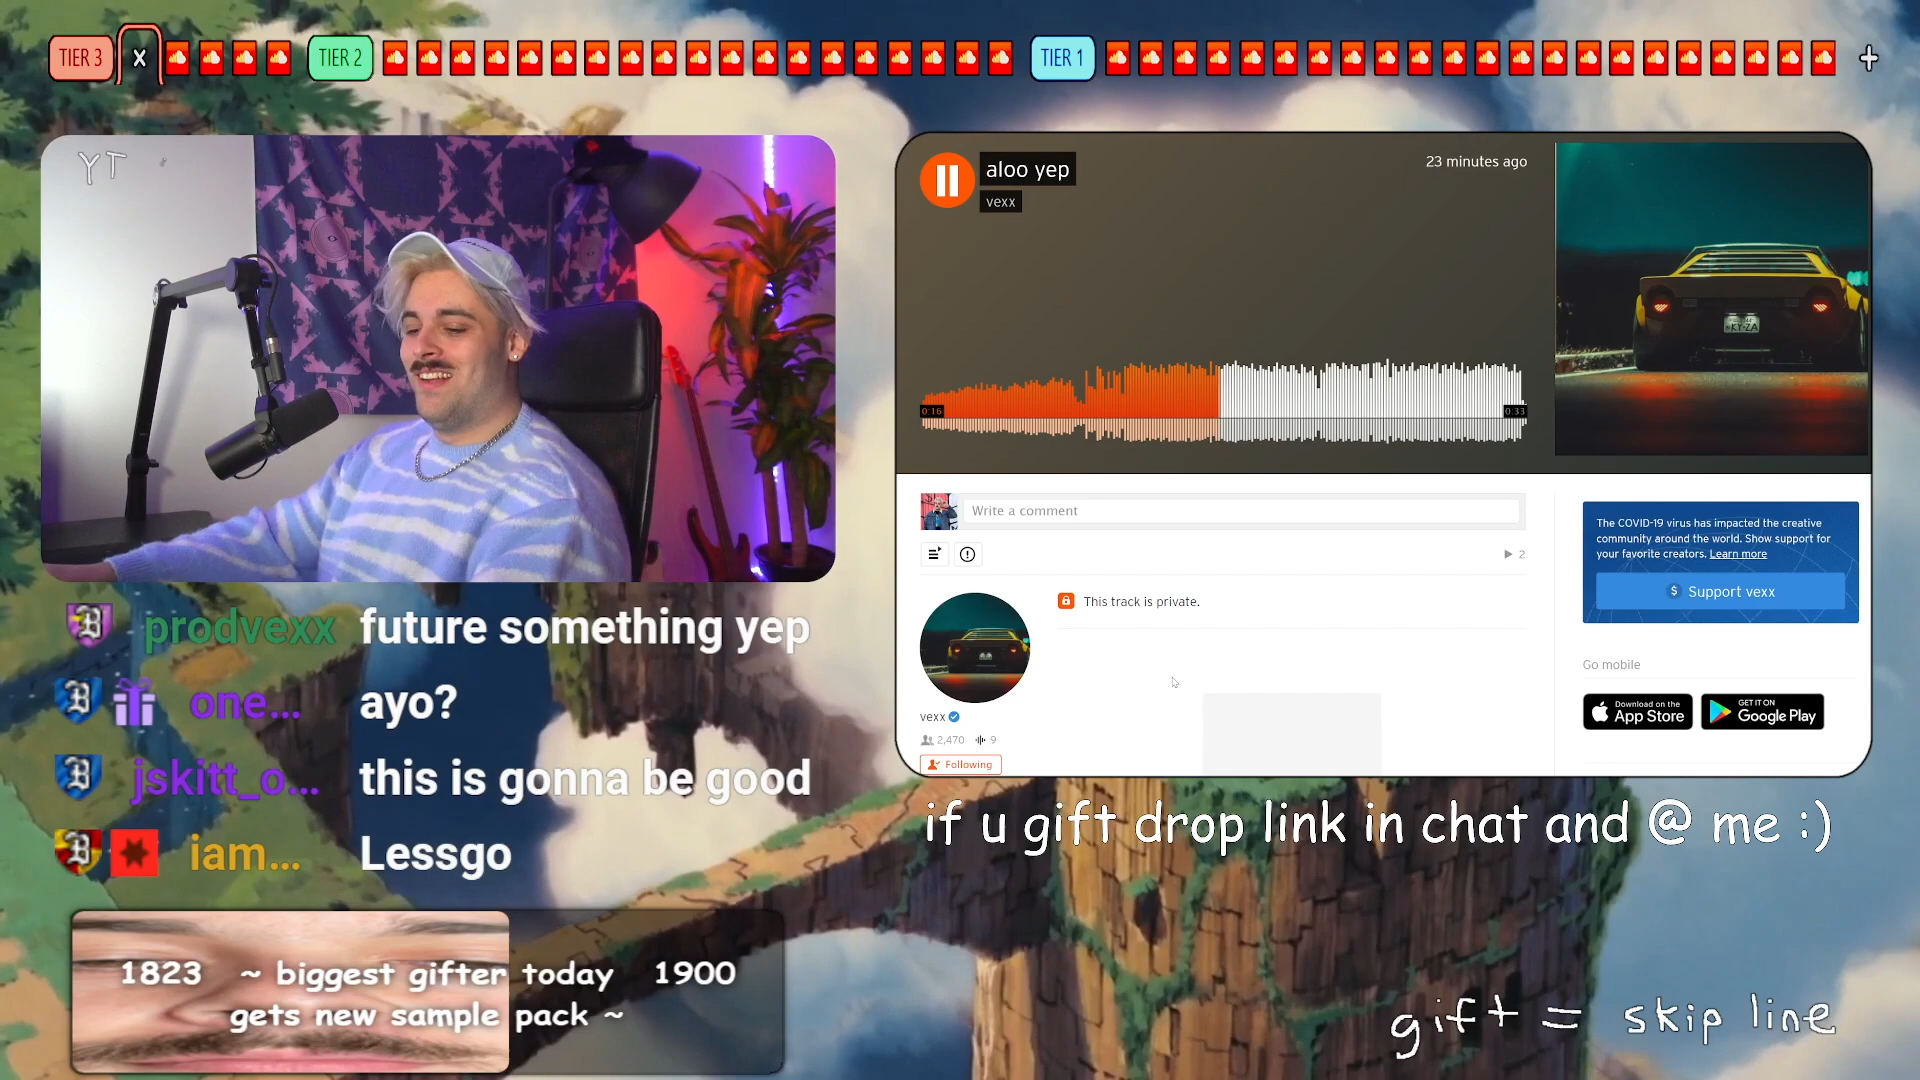 TIER 3
X
TIER 2
TIER 1
+
YT
aloo yep
vexx
23 minutes ago
KY-ZA
0:16
0:33
Write a comment
2
This track is private.
vexx
2,470
9
Following
The COVID-19 virus has impacted the creative
community around the world. Show support for
your favorite creators. Learn more
$ Support vexx
Go mobile
Download on the
App Store
GET IT ON
Google Play
prodvexx future something yep
one... ayo?
jskitt_o... this is gonna be good
iam... Lessgo
if u gift drop link in chat and @ me :)
1823 ~ biggest gifter today 1900
gets new sample pack ~
gift = skip line